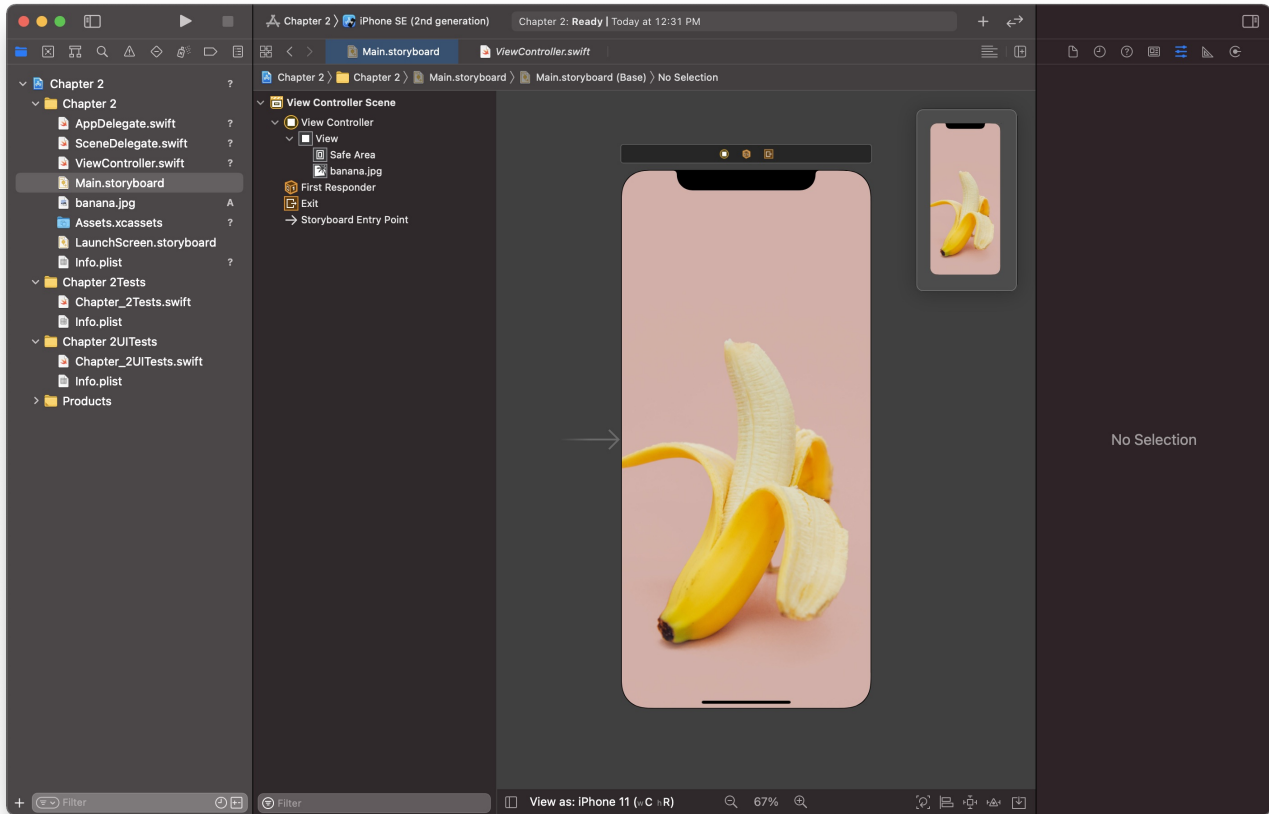 Chapter 2 〉 iPhone SE (2nd generation)
Chapter 2: Ready | Today at 12:31 PM
Main.storyboard
ViewController.swift
Chapter 2 〉 Chapter 2 〉 Main.storyboard 〉 Main.storyboard (Base) 〉 No Selection
Chapter 2 ?
Chapter 2
AppDelegate.swift ?
SceneDelegate.swift ?
ViewController.swift ?
Main.storyboard
banana.jpg A
Assets.xcassets ?
LaunchScreen.storyboard
Info.plist ?
Chapter 2Tests
Chapter_2Tests.swift
Info.plist
Chapter 2UITests
Chapter_2UITests.swift
Info.plist
Products
Filter
View Controller Scene
View Controller
View
Safe Area
banana.jpg
First Responder
Exit
Storyboard Entry Point
Filter
View as: iPhone 11 (wC hR)
67%
No Selection